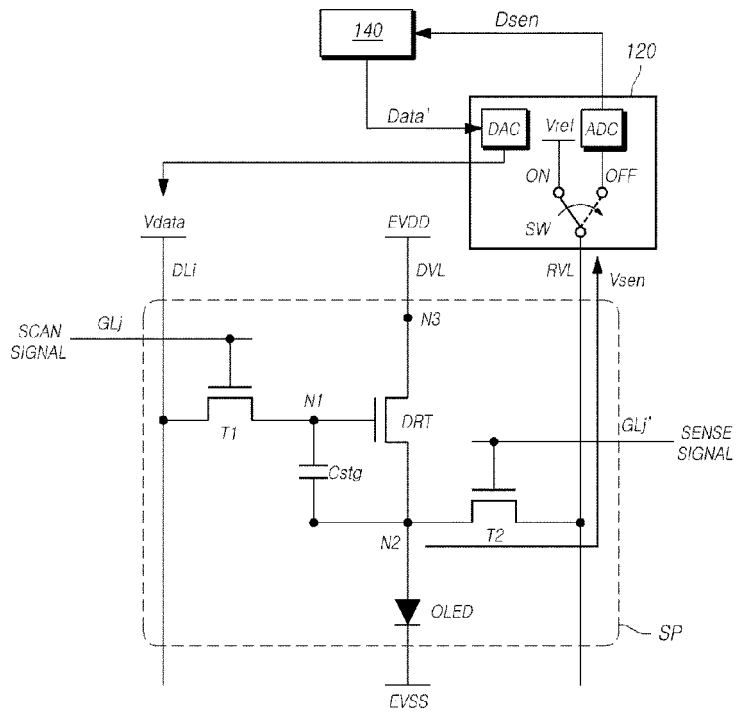 140
Dsen
120
Data'
DAC
Vref
ADC
ON
OFF
SW
Vdata
EVDD
DLi
DVL
RVL
Vsen
GLj
SCAN
SIGNAL
N3
N1
DRT
T1
GLj'
SENSE
SIGNAL
Cstg
T2
N2
OLED
SP
EVSS